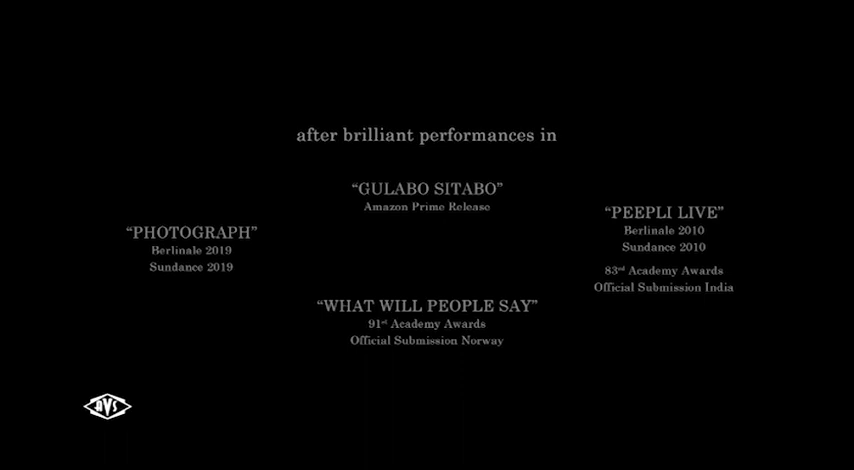 after brilliant performances in
“GULABO SITABO”
Amazon Prime Release
“PHOTOGRAPH”
Berlinale 2019
Sundance 2019
“PEEPLI LIVE”
Berlinale 2010
Sundance 2010
83rd Academy Awards
Official Submission India
“WHAT WILL PEOPLE SAY”
91st Academy Awards
Official Submission Norway
AVS